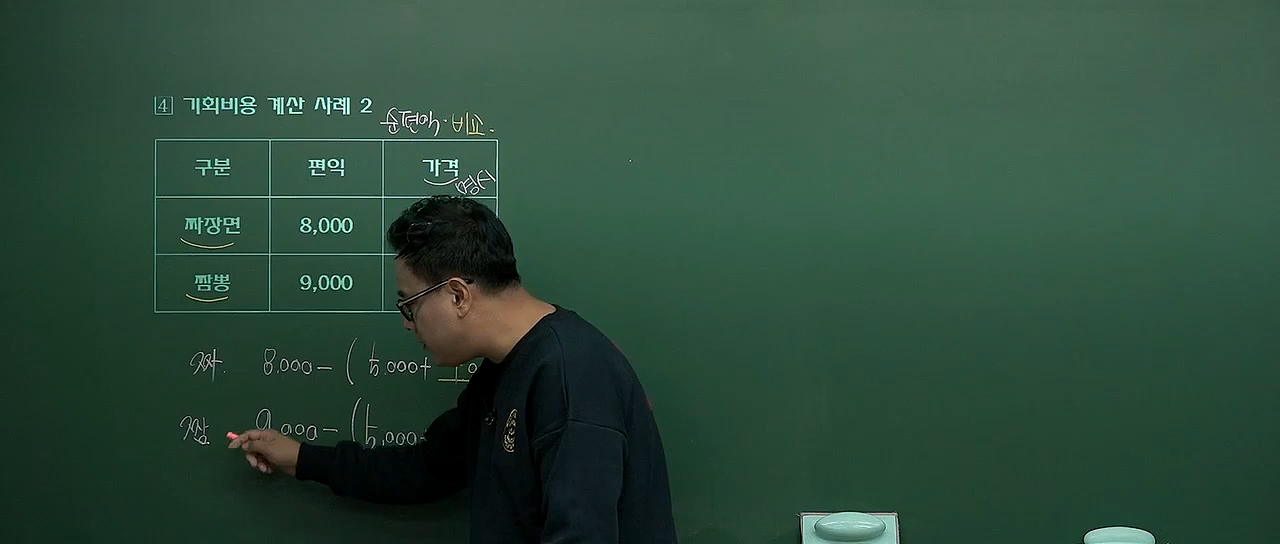 ④ 기회비용 계산 사례 2
순편익·비교.
구분 편익 가격
명시
짜장면 8,000
짬뽕 9,000
짜. 8,000 - ( 5,000 +
짬. 9,000 - ( 5,000 +